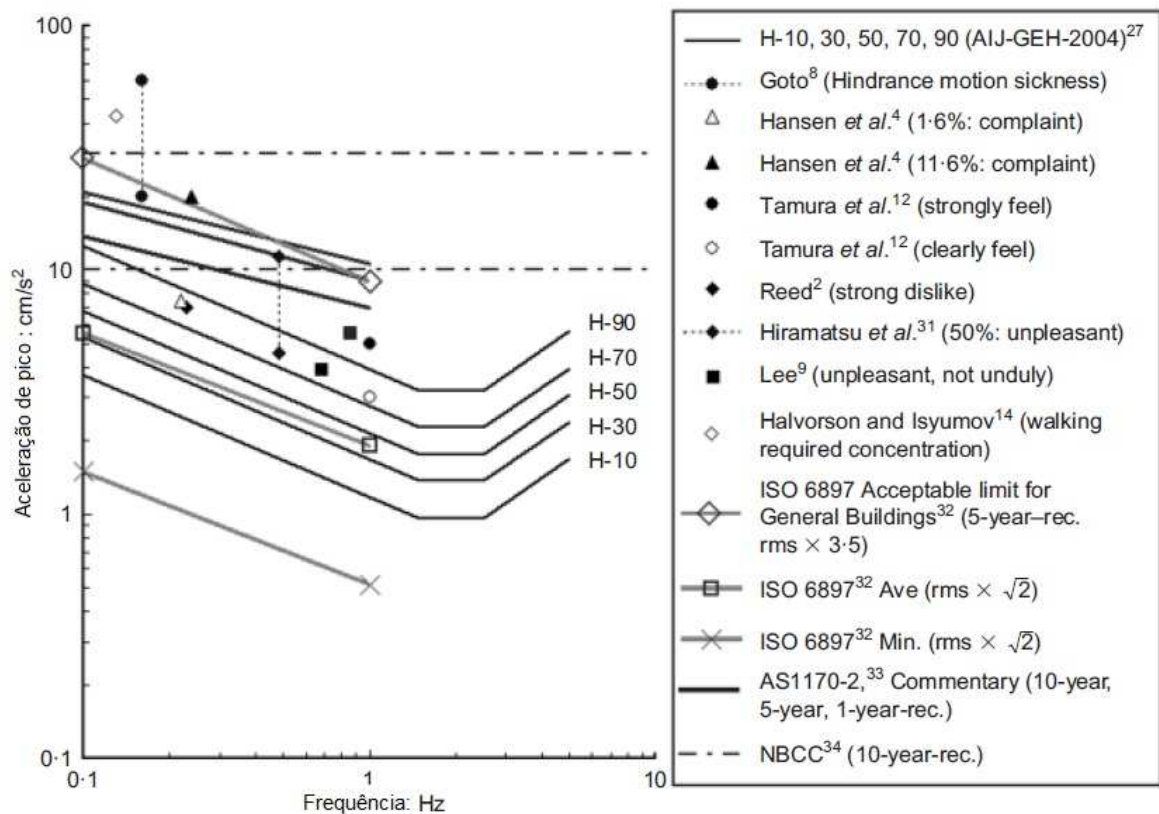 100
10
1
0·1
Aceleração de pico : cm/s²
0·1
1
10
Frequência: Hz
H-90
H-70
H-50
H-30
H-10
H-10, 30, 50, 70, 90 (AIJ-GEH-2004)²⁷
Goto⁸ (Hindrance motion sickness)
Hansen et al.⁴ (1·6%: complaint)
Hansen et al.⁴ (11·6%: complaint)
Tamura et al.¹² (strongly feel)
Tamura et al.¹² (clearly feel)
Reed² (strong dislike)
Hiramatsu et al.³¹ (50%: unpleasant)
Lee⁹ (unpleasant, not unduly)
Halvorson and Isyumov¹⁴ (walking
required concentration)
ISO 6897 Acceptable limit for
General Buildings³² (5-year–rec.
rms × 3·5)
ISO 6897³² Ave (rms × √2)
ISO 6897³² Min. (rms × √2)
AS1170-2,³³ Commentary (10-year,
5-year, 1-year-rec.)
NBCC³⁴ (10-year-rec.)